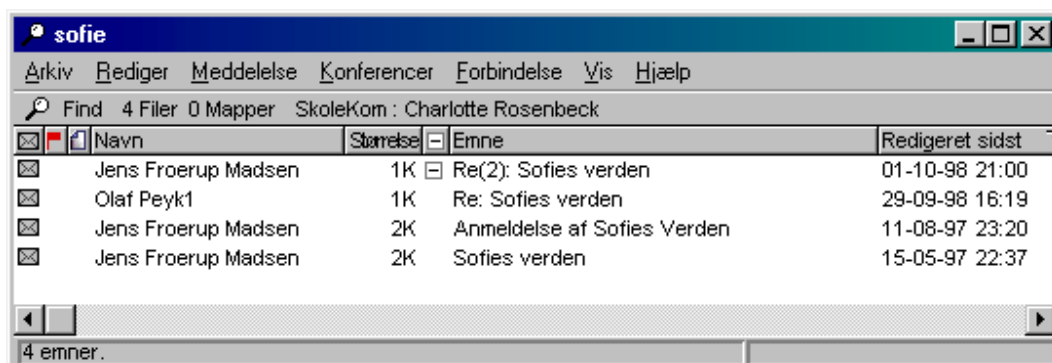 sofie
Arkiv Rediger Meddelelse Konferencer Forbindelse Vis Hjælp
Find 4 Filer 0 Mapper SkoleKom : Charlotte Rosenbeck
Navn Størrelse Emne Redigeret sidst
Jens Froerup Madsen 1K Re(2): Sofies verden 01-10-98 21:00
Olaf Peyk1 1K Re: Sofies verden 29-09-98 16:19
Jens Froerup Madsen 2K Anmeldelse af Sofies Verden 11-08-97 23:20
Jens Froerup Madsen 2K Sofies verden 15-05-97 22:37
4 emner.